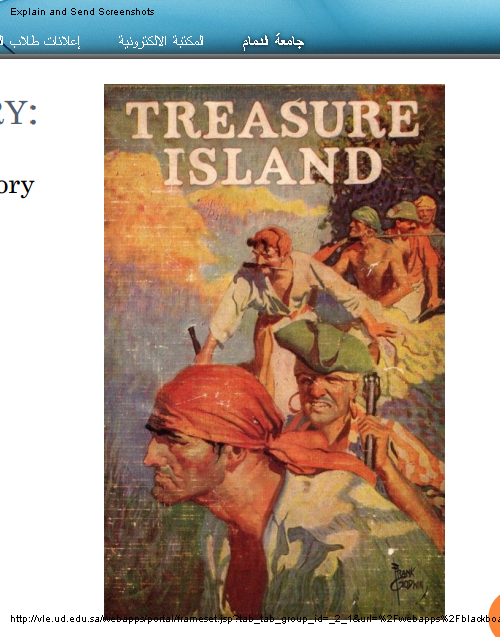 Explain and Send Screenshots
جامعة الدمام المكتبة الالكترونية إعلانات طلاب ال
RY:
ory
TREASURE
ISLAND
FRANK
GODWIN
http://vle.ud.edu.sa/webapps/portal/frameset.jsp?tab_tab_group_id=_2_1&url=%2Fwebapps%2Fblackboa